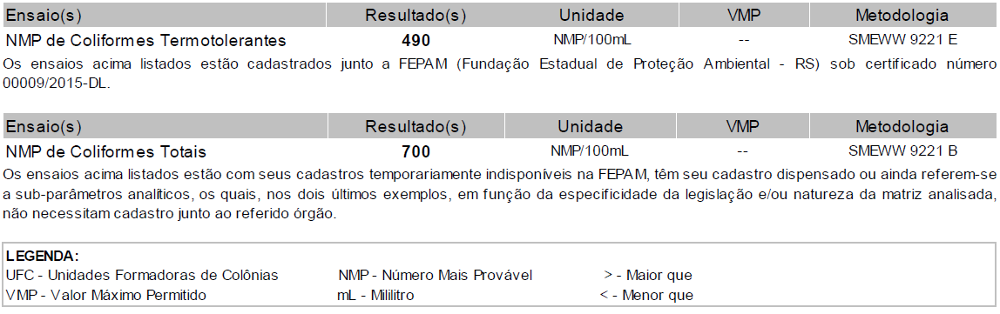 Ensaio(s) Resultado(s) Unidade VMP Metodologia
NMP de Coliformes Termotolerantes 490 NMP/100mL -- SMEWW 9221 E
Os ensaios acima listados estão cadastrados junto a FEPAM (Fundação Estadual de Proteção Ambiental - RS) sob certificado número
00009/2015-DL.
Ensaio(s) Resultado(s) Unidade VMP Metodologia
NMP de Coliformes Totais 700 NMP/100mL -- SMEWW 9221 B
Os ensaios acima listados estão com seus cadastros temporariamente indisponíveis na FEPAM, têm seu cadastro dispensado ou ainda referem-se
a sub-parâmetros analíticos, os quais, nos dois últimos exemplos, em função da especificidade da legislação e/ou natureza da matriz analisada,
não necessitam cadastro junto ao referido órgão.
LEGENDA:
UFC - Unidades Formadoras de Colônias NMP - Número Mais Provável > - Maior que
VMP - Valor Máximo Permitido mL - Mililitro < - Menor que